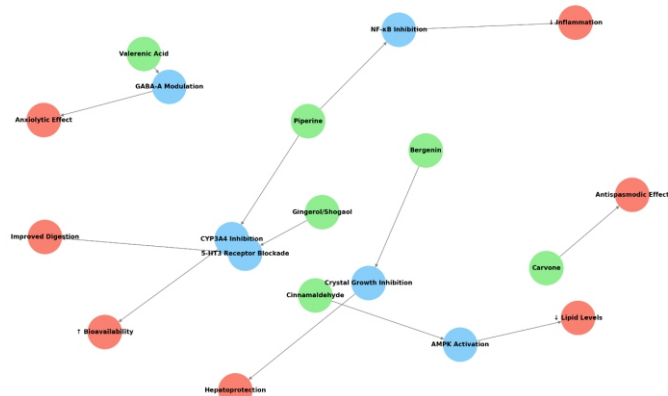 NF-κB Inhibition
↓ Inflammation
Valerenic Acid
GABA-A Modulation
Anxiolytic Effect
Piperine
Bergenin
Antispasmodic Effect
Gingerol/Shogaol
Improved Digestion
CYP3A4 Inhibition
5-HT3 Receptor Blockade
Carvone
Crystal Growth Inhibition
Cinnamaldehyde
↑ Bioavailability
↓ Lipid Levels
AMPK Activation
Hepatoprotection